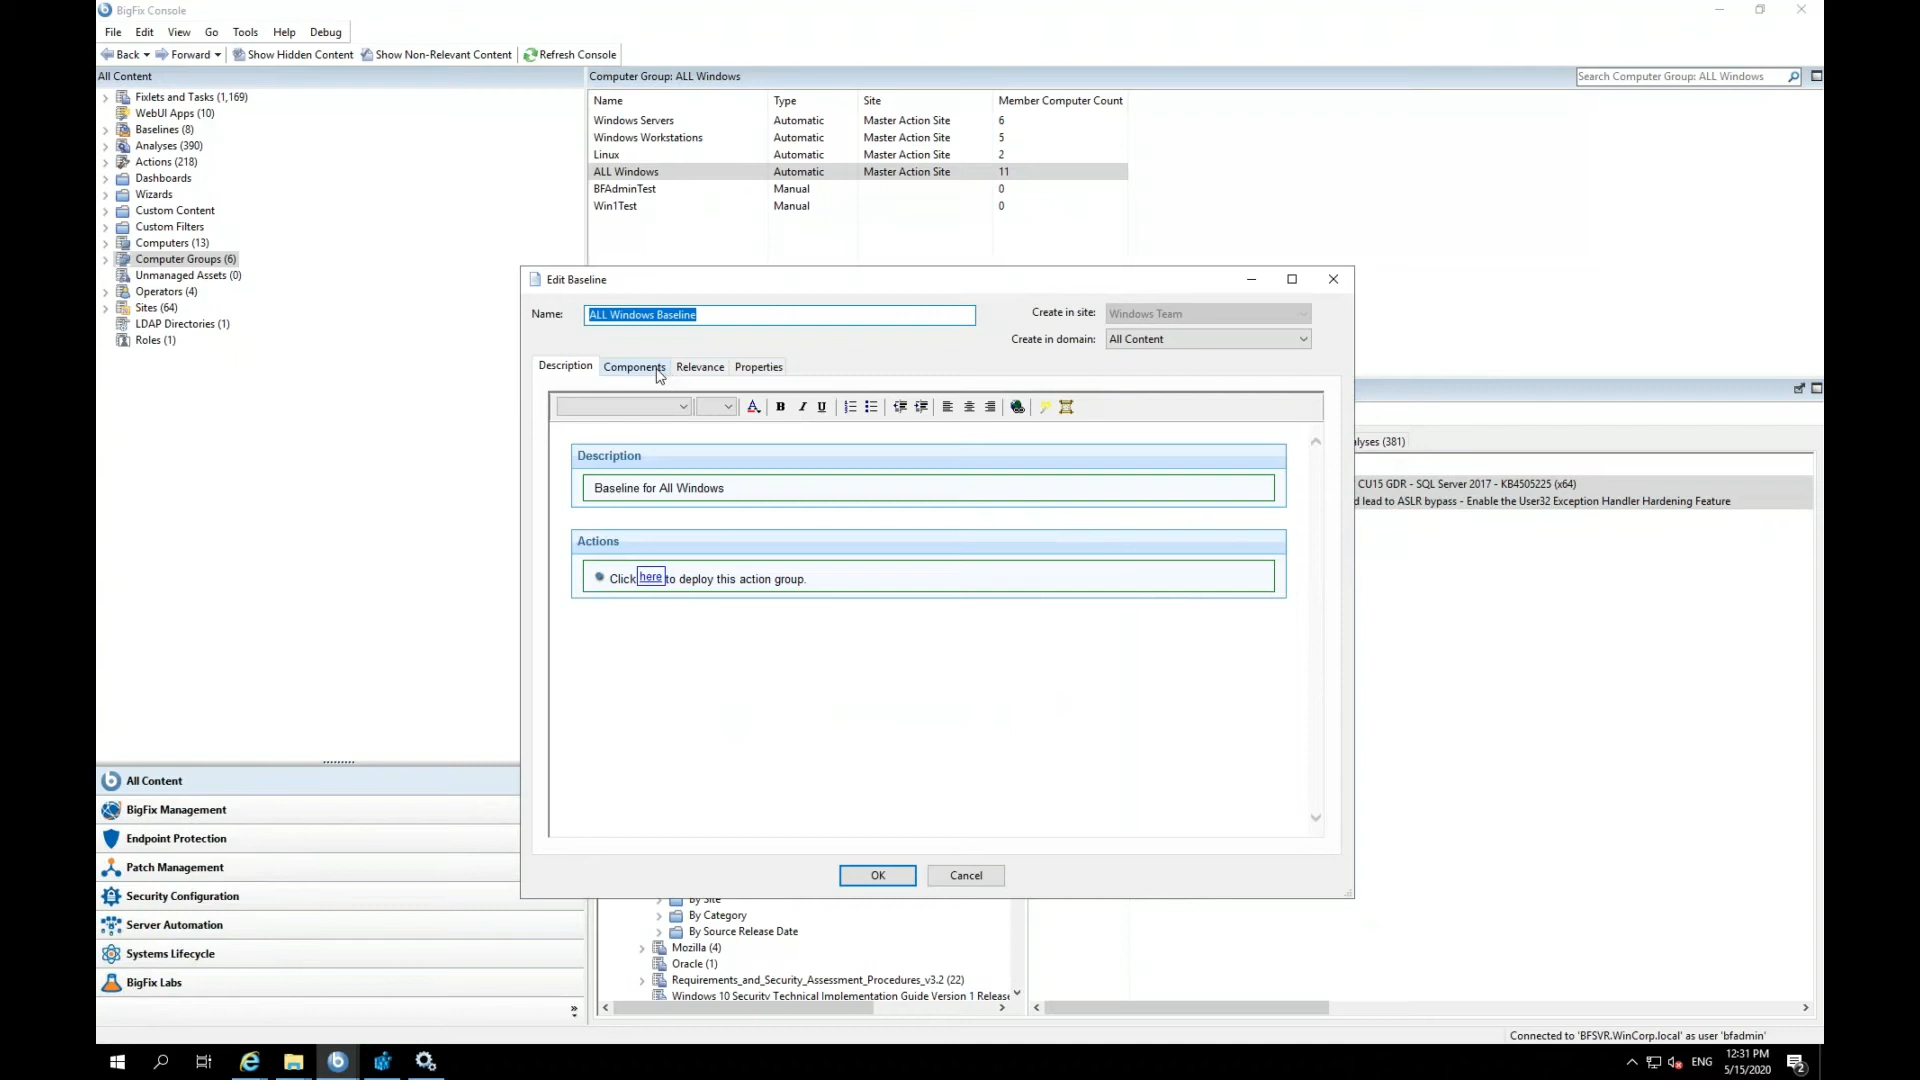 BigFix Console
File Edit View Go Tools Help Debug
Back Forward Show Hidden Content Show Non-Relevant Content Refresh Console
All Content
Fixlets and Tasks (1,169)
WebUI Apps (10)
Baselines (8)
Analyses (390)
Actions (218)
Dashboards
Wizards
Custom Content
Custom Filters
Computers (13)
Computer Groups (6)
Unmanaged Assets (0)
Operators (4)
Sites (64)
LDAP Directories (1)
Roles (1)
Computer Group: ALL Windows
Search Computer Group: ALL Windows
Name Type Site Member Computer Count
Windows Servers Automatic Master Action Site 6
Windows Workstations Automatic Master Action Site 5
Linux Automatic Master Action Site 2
ALL Windows Automatic Master Action Site 11
BFAdminTest Manual 0
Win1Test Manual 0
Edit Baseline
Name: ALL Windows Baseline
Create in site: Windows Team
Create in domain: All Content
Description Components Relevance Properties
B I U
Description
Baseline for All Windows
Actions
Click here to deploy this action group.
OK Cancel
lyses (381)
CU15 GDR - SQL Server 2017 - KB4505225 (x64)
d lead to ASLR bypass - Enable the User32 Exception Handler Hardening Feature
All Content
BigFix Management
Endpoint Protection
Patch Management
Security Configuration
Server Automation
Systems Lifecycle
BigFix Labs
By Site
By Category
By Source Release Date
Mozilla (4)
Oracle (1)
Requirements_and_Security_Assessment_Procedures_v3.2 (22)
Windows 10 Security Technical Implementation Guide Version 1 Release
Connected to 'BFSVR.WinCorp.local' as user 'bfadmin'
ENG
12:31 PM
5/15/2020
2